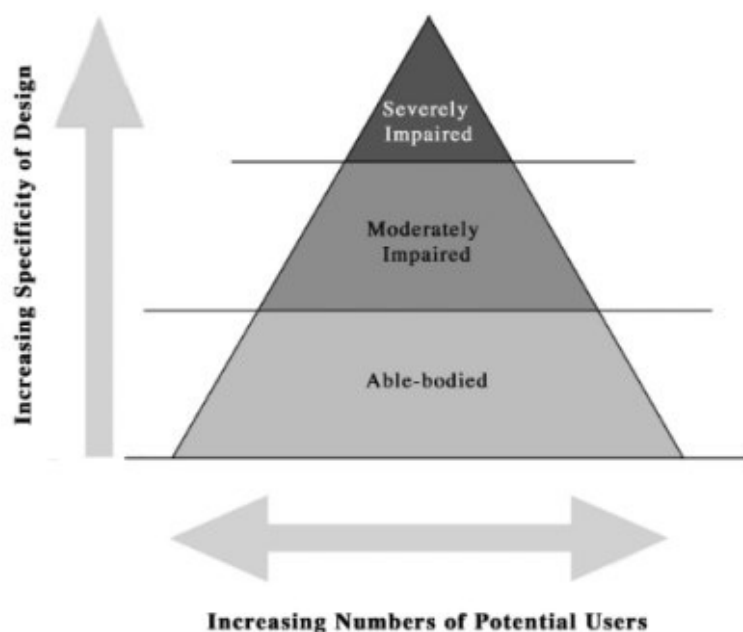 Increasing Specificity of Design
Severely
Impaired
Moderately
Impaired
Able-bodied
Increasing Numbers of Potential Users